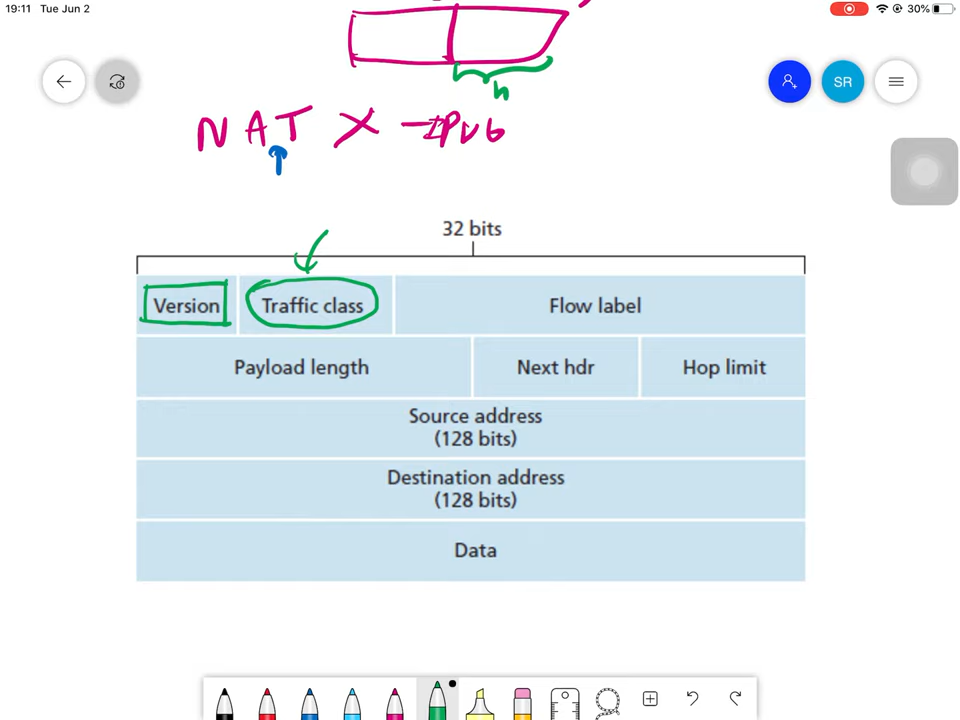 19:11 Tue Jun 2 30%
SR
h
NAT X - IPv6
32 bits
Version Traffic class Flow label
Payload length Next hdr Hop limit
Source address
(128 bits)
Destination address
(128 bits)
Data